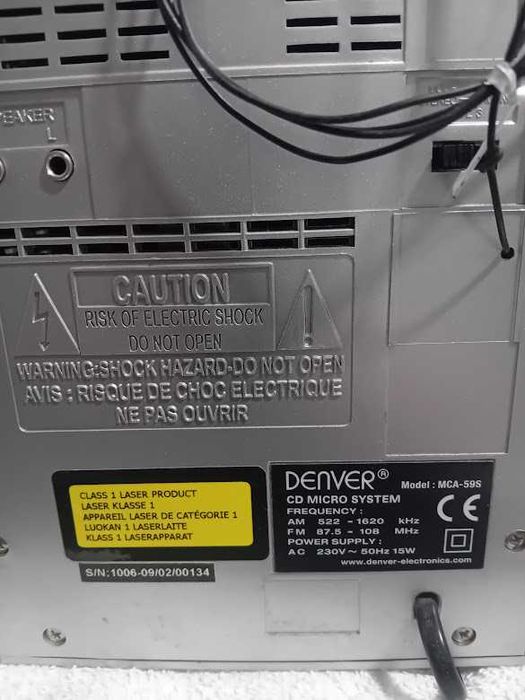 SPEAKER
L
CAUTION
RISK OF ELECTRIC SHOCK
DO NOT OPEN
WARNING:SHOCK HAZARD-DO NOT OPEN
AVIS : RISQUE DE CHOC ELECTRIQUE
NE PAS OUVRIR
CLASS 1 LASER PRODUCT
LASER KLASSE 1
APPAREIL LASER DE CATÉGORIE 1
LUOKAN 1 LASERLAITE
KLASS 1 LASERAPPARAT
S/N:1006-09/02/00134
DENVER® Model : MCA-59S
CD MICRO SYSTEM
FREQUENCY :
AM 522 - 1620 kHz
FM 87.5 - 108 MHz
POWER SUPPLY :
AC 230V ~ 50Hz 15W
www.denver-electronics.com
CE